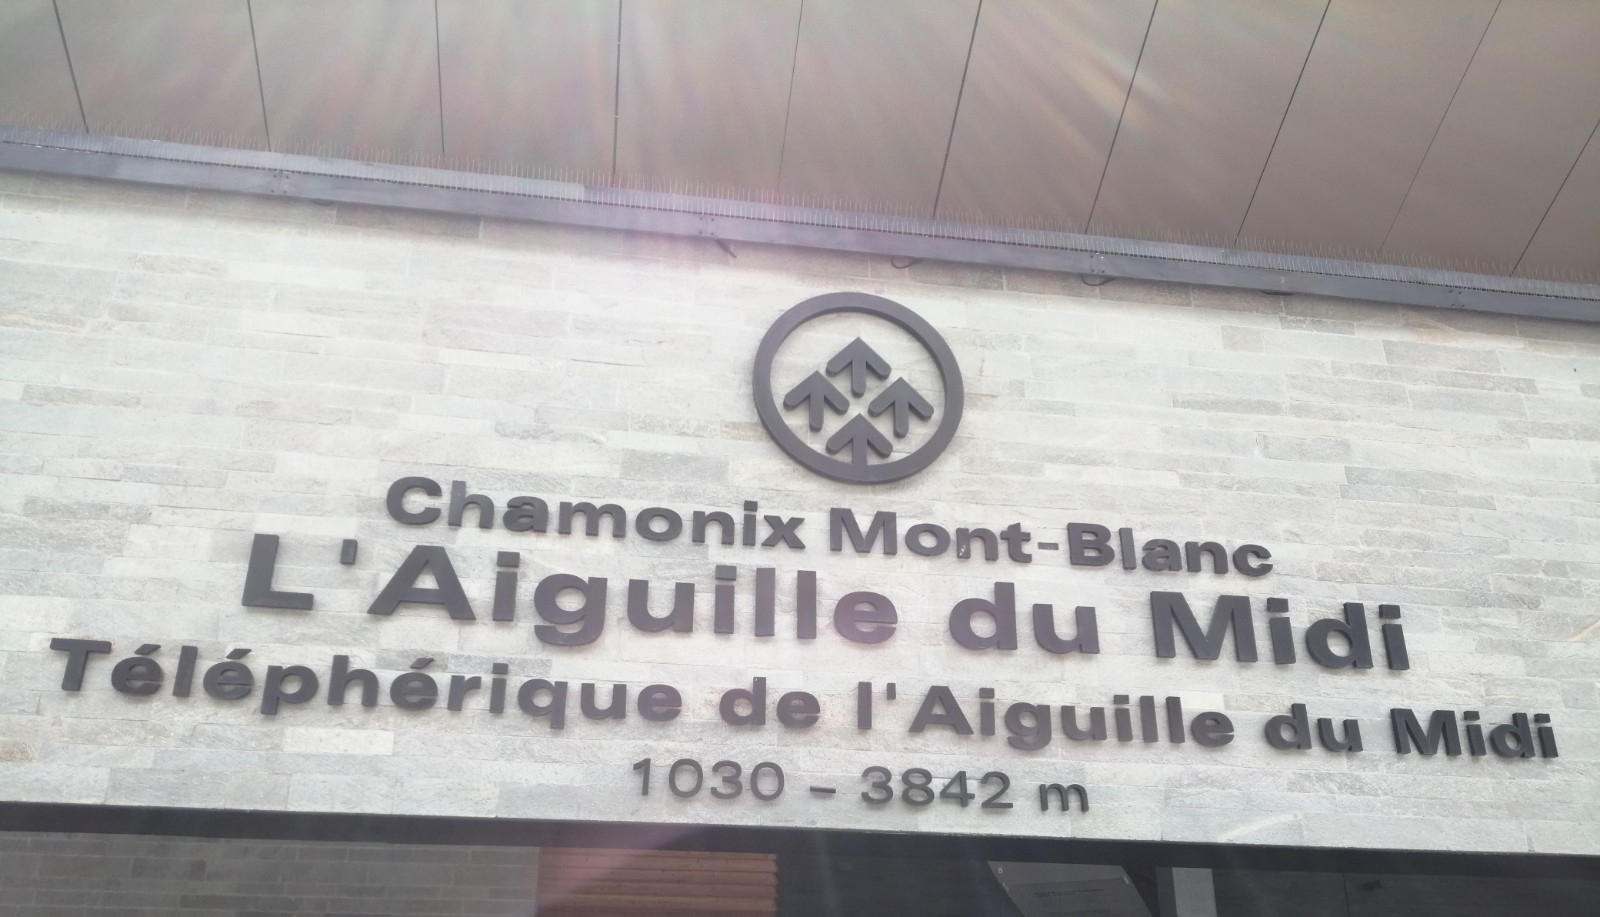 Chamonix Mont-Blanc
L'Aiguille du Midi
Téléphérique de l'Aiguille du Midi
1030 – 3842 m